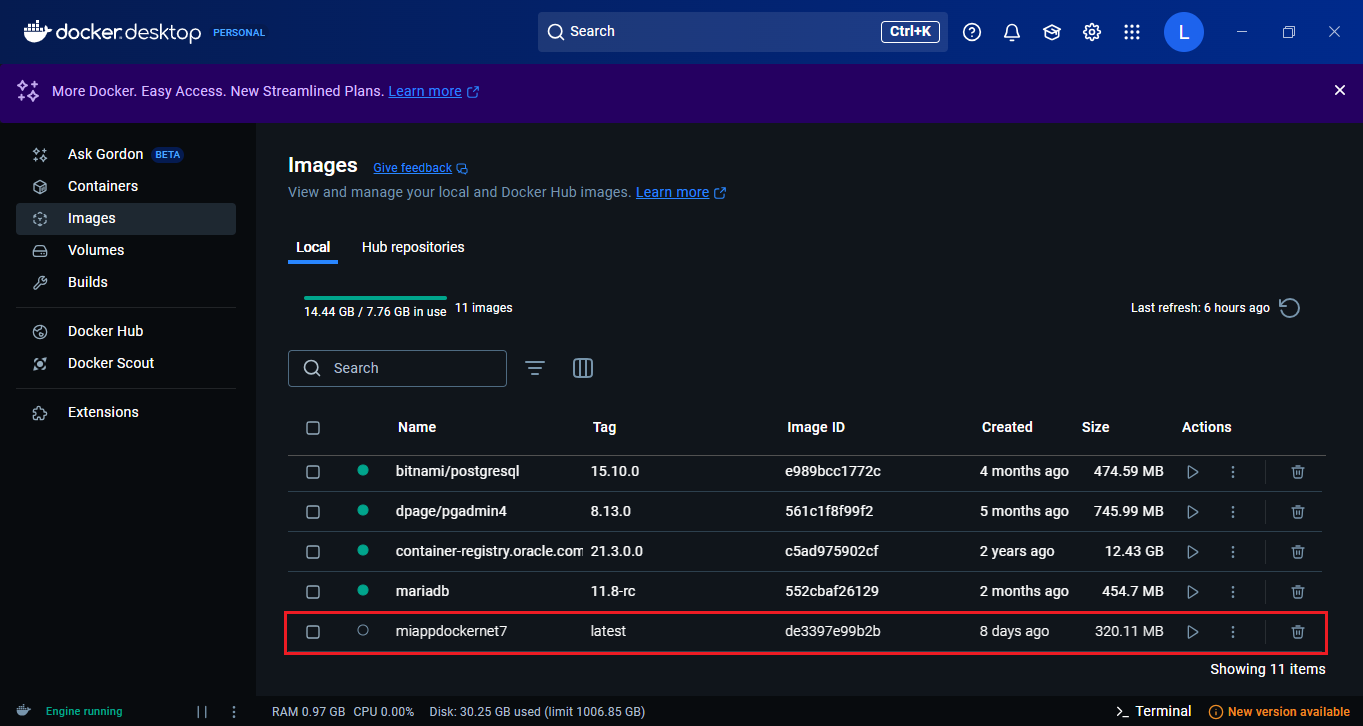 docker desktop PERSONAL Search Ctrl+K L
More Docker. Easy Access. New Streamlined Plans. Learn more
Ask Gordon BETA
Containers
Images
Volumes
Builds
Docker Hub
Docker Scout
Extensions
Images Give feedback
View and manage your local and Docker Hub images. Learn more
Local Hub repositories
14.44 GB / 7.76 GB in use 11 images Last refresh: 6 hours ago
Search
Name Tag Image ID Created Size Actions
bitnami/postgresql 15.10.0 e989bcc1772c 4 months ago 474.59 MB
dpage/pgadmin4 8.13.0 561c1f8f99f2 5 months ago 745.99 MB
container-registry.oracle.com 21.3.0.0 c5ad975902cf 2 years ago 12.43 GB
mariadb 11.8-rc 552cbaf26129 2 months ago 454.7 MB
miappdockernet7 latest de3397e99b2b 8 days ago 320.11 MB
Showing 11 items
Engine running RAM 0.97 GB CPU 0.00% Disk: 30.25 GB used (limit 1006.85 GB) Terminal New version available